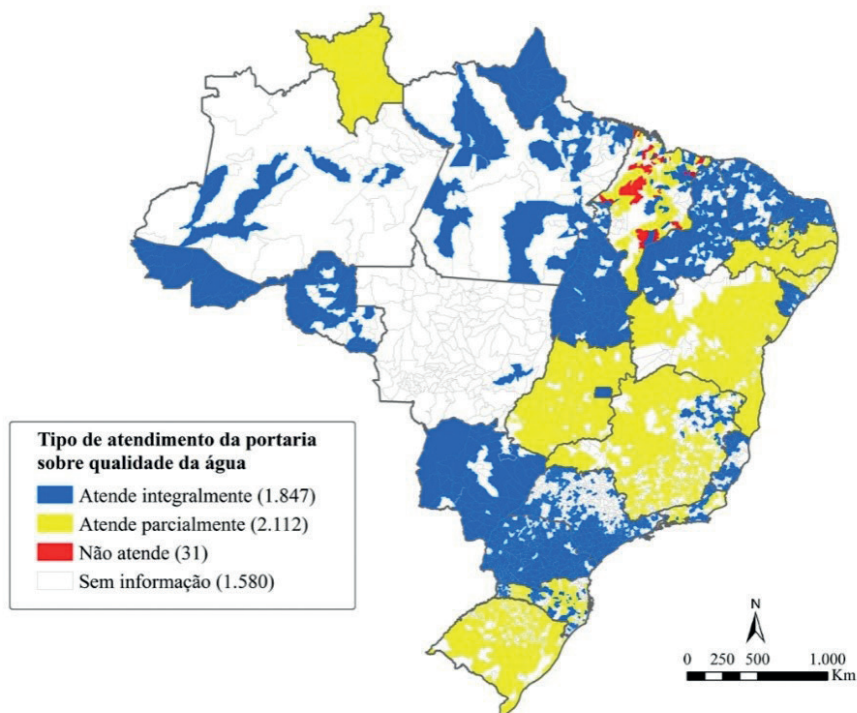 Tipo de atendimento da portaria
sobre qualidade da água
Atende integralmente (1.847)
Atende parcialmente (2.112)
Não atende (31)
Sem informação (1.580)
N
0 250 500 1.000
Km